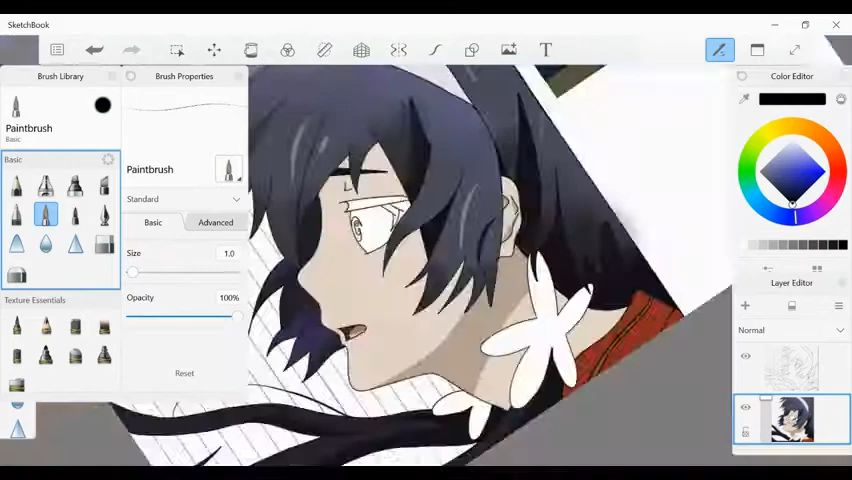 SketchBook
Brush Library
Brush Properties
Color Editor
Paintbrush
Basic
Paintbrush
Basic
Standard
Basic
Advanced
Size
1.0
Opacity
100%
Layer Editor
Texture Essentials
Normal
Reset
T